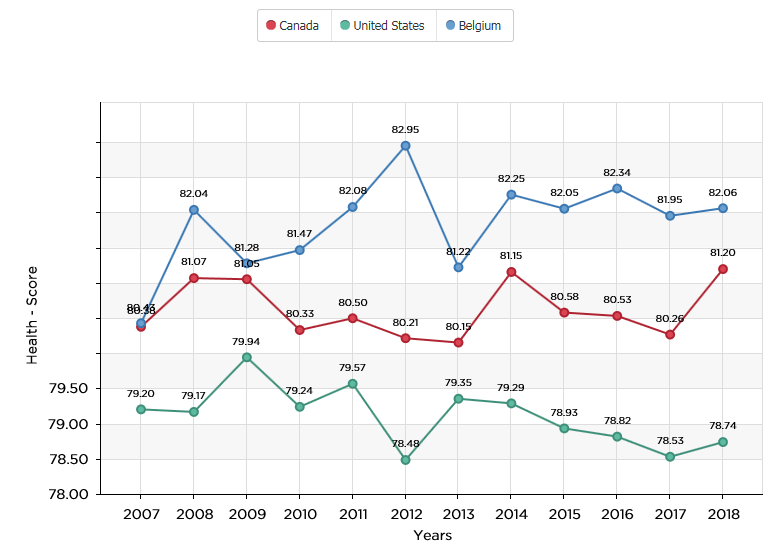 Canada United States Belgium
82.95
82.25 82.34
82.04 82.08 82.05 81.95 82.06
81.47
81.28 81.22
81.07 81.05 81.15 81.20
80.43
80.38 80.33 80.50 80.21 80.15 80.58 80.53 80.26
79.94
79.20 79.17 79.24 79.57 79.35 79.29
78.93 78.82 78.74
78.48 78.53
Health - Score
79.50
79.00
78.50
78.00
2007 2008 2009 2010 2011 2012 2013 2014 2015 2016 2017 2018
Years